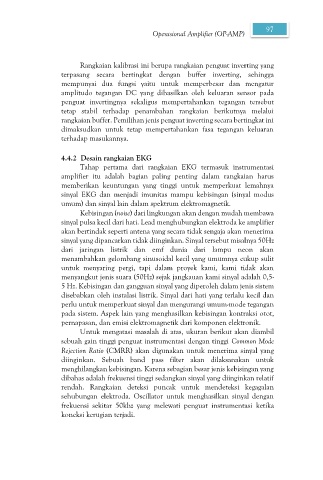 Operasional Amplifier (OP-AMP)
97
Rangkaian kalibrasi ini berupa rangkaian penguat inverting yang
terpasang secara bertingkat dengan buffer inverting, sehingga
mempunyai dua fungsi yaitu untuk memperbesar dan mengatur
amplitudo tegangan DC yang dihasilkan oleh keluaran sensor pada
penguat invertingnya sekaligus mempertahankan tegangan tersebut
tetap stabil terhadap penambahan rangkaian berikutnya melalui
rangkaian buffer. Pemilihan jenis penguat inverting secara bertingkat ini
dimaksudkan untuk tetap mempertahankan fasa tegangan keluaran
terhadap masukannya.
4.4.2 Desain rangkaian EKG
Tahap pertama dari rangkaian EKG termasuk instrumentasi
amplifier itu adalah bagian paling penting dalam rangkaian harus
memberikan keuntungan yang tinggi untuk memperkuat lemahnya
sinyal EKG dan menjadi imunitas mampu kebisingan (sinyal modus
umum) dan sinyal lain dalam spektrum elektromagnetik.
Kebisingan (noise) dari lingkungan akan dengan mudah membawa
sinyal pulsa kecil dari hati. Lead menghubungkan elektroda ke amplifier
akan bertindak seperti antena yang secara tidak sengaja akan menerima
sinyal yang dipancarkan tidak diinginkan. Sinyal tersebut misalnya 50Hz
dari jaringan listrik dan emf dunia dari lampu neon akan
menambahkan gelombang sinusoidal kecil yang umumnya cukup sulit
untuk menyaring pergi, tapi dalam proyek kami, kami tidak akan
menyangkut jenis suara (50Hz) sejak jangkauan kami sinyal adalah 0,5-
5 Hz. Kebisingan dan gangguan sinyal yang diperoleh dalam jenis sistem
disebabkan oleh instalasi listrik. Sinyal dari hati yang terlalu kecil dan
perlu untuk memperkuat sinyal dan mengurangi umum-mode tegangan
pada sistem. Aspek lain yang menghasilkan kebisingan kontraksi otot,
pernapasan, dan emisi elektromagnetik dari komponen elektronik.
Untuk mengatasi masalah di atas, ukuran berikut akan diambil
sebuah gain tinggi penguat instrumentasi dengan tinggi Common Mode
Rejection Ratio (CMRR) akan digunakan untuk menerima sinyal yang
diinginkan. Sebuah band pass filter akan dilaksanakan untuk
menghilangkan kebisingan. Karena sebagian besar jenis kebisingan yang
dibahas adalah frekuensi tinggi sedangkan sinyal yang diinginkan relatif
rendah. Rangkaian deteksi puncak untuk mendeteksi kegagalan
sehubungan elektroda. Oscillator untuk menghasilkan sinyal dengan
frekuensi sekitar 50khz yang melewati penguat instrumentasi ketika
koneksi kerugian terjadi.